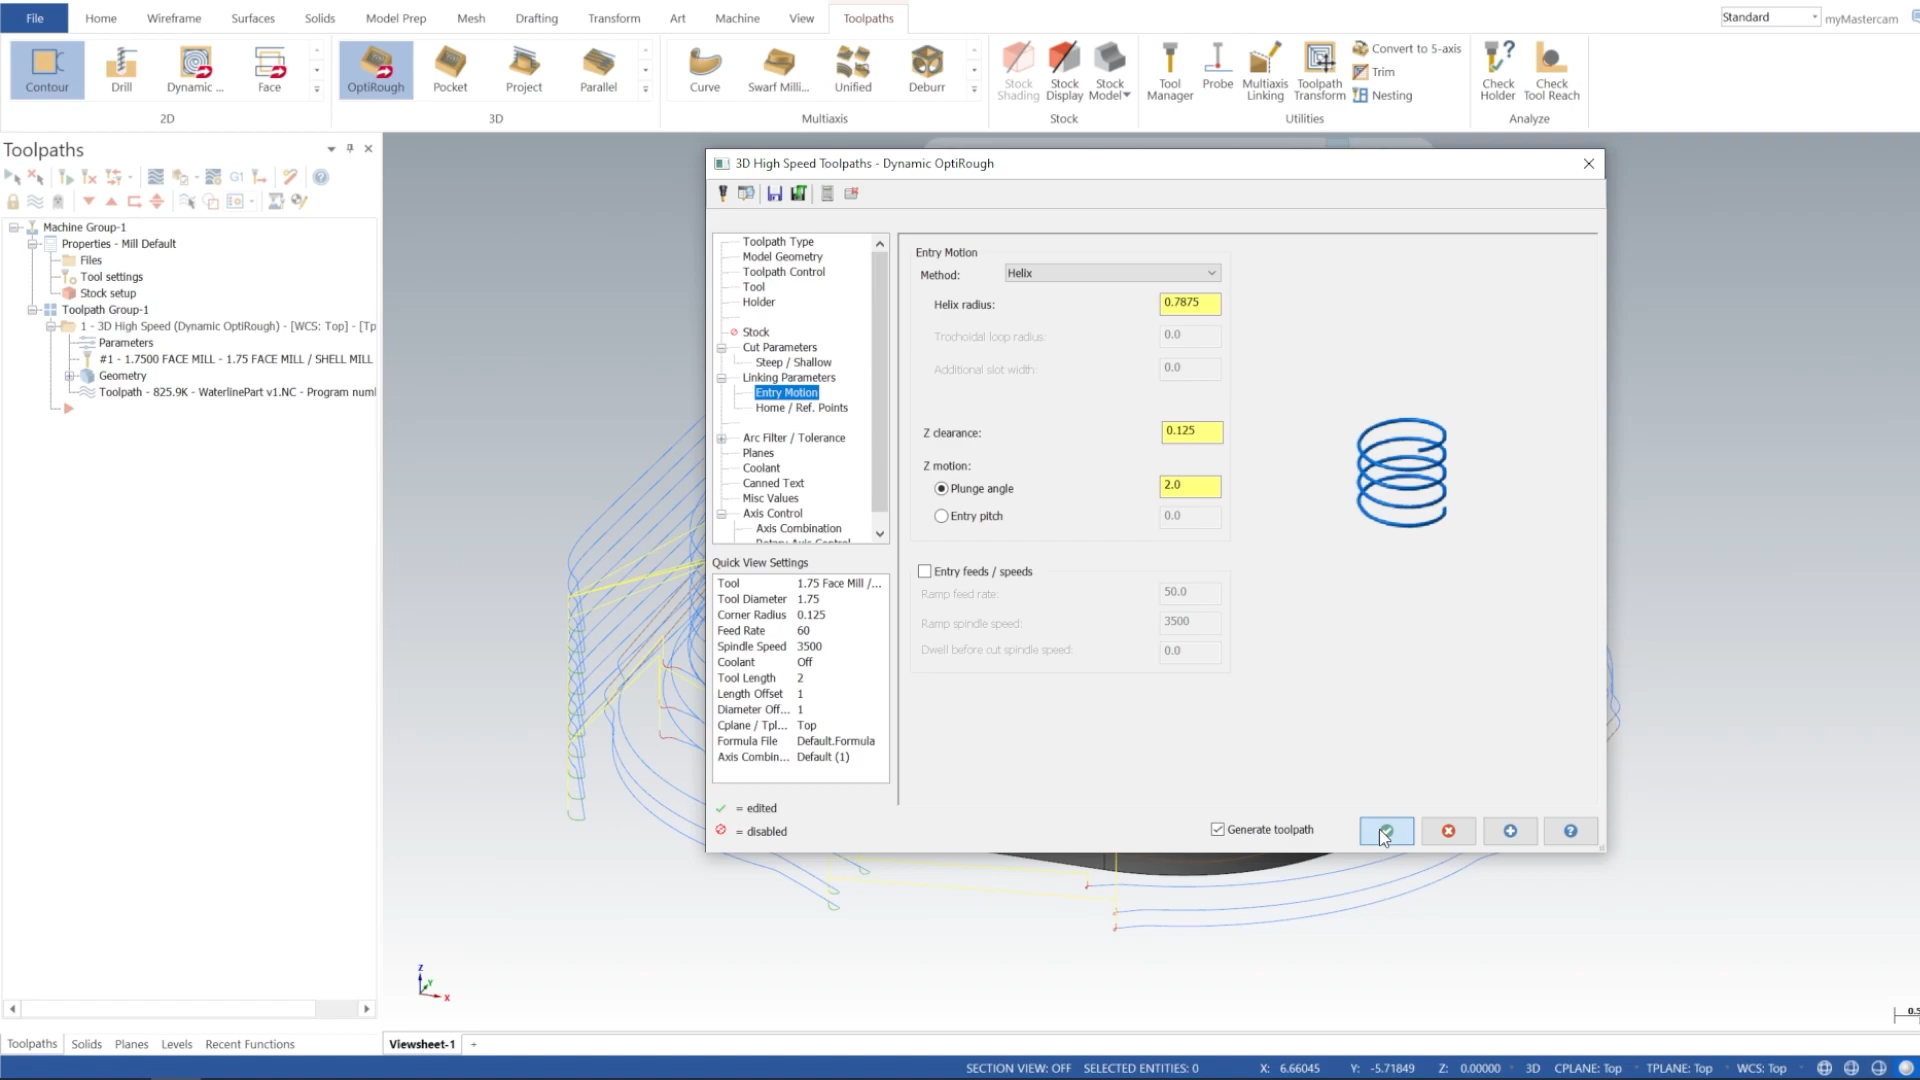 File Home Wireframe Surfaces Solids Model Prep Mesh Drafting Transform Art Machine View Toolpaths
Standard myMastercam
Contour Drill Dynamic ... Face
2D
OptiRough Pocket Project Parallel
3D
Curve Swarf Milli... Unified Deburr
Multiaxis
Stock Shading Stock Display Stock Model
Stock
Tool Manager Probe Multiaxis Linking Toolpath Transform
Convert to 5-axis
Trim
Nesting
Utilities
Check Holder Check Tool Reach
Analyze
Toolpaths
G1
Machine Group-1
Properties - Mill Default
Files
Tool settings
Stock setup
Toolpath Group-1
1 - 3D High Speed (Dynamic OptiRough) - [WCS: Top] - [Tp
Parameters
#1 - 1.7500 FACE MILL - 1.75 FACE MILL / SHELL MILL
Geometry
Toolpath - 825.9K - WaterlinePart v1.NC - Program num
3D High Speed Toolpaths - Dynamic OptiRough
Toolpath Type
Model Geometry
Toolpath Control
Tool
Holder
Stock
Cut Parameters
Steep / Shallow
Linking Parameters
Entry Motion
Home / Ref. Points
Arc Filter / Tolerance
Planes
Coolant
Canned Text
Misc Values
Axis Control
Axis Combination
Rotary Axis Control
Quick View Settings
Tool 1.75 Face Mill /...
Tool Diameter 1.75
Corner Radius 0.125
Feed Rate 60
Spindle Speed 3500
Coolant Off
Tool Length 2
Length Offset 1
Diameter Off... 1
Cplane / Tpl... Top
Formula File Default.Formula
Axis Combin... Default (1)
= edited
= disabled
Entry Motion
Method: Helix
Helix radius: 0.7875
Trochoidal loop radius: 0.0
Additional slot width: 0.0
Z clearance: 0.125
Z motion:
Plunge angle 2.0
Entry pitch 0.0
Entry feeds / speeds
Ramp feed rate: 50.0
Ramp spindle speed: 3500
Dwell before cut spindle speed: 0.0
Generate toolpath
Z
Y
X
0.5
Toolpaths Solids Planes Levels Recent Functions
Viewsheet-1 +
SECTION VIEW: OFF SELECTED ENTITIES: 0 X: 6.66045 Y: -5.71849 Z: 0.00000 3D CPLANE: Top TPLANE: Top WCS: Top